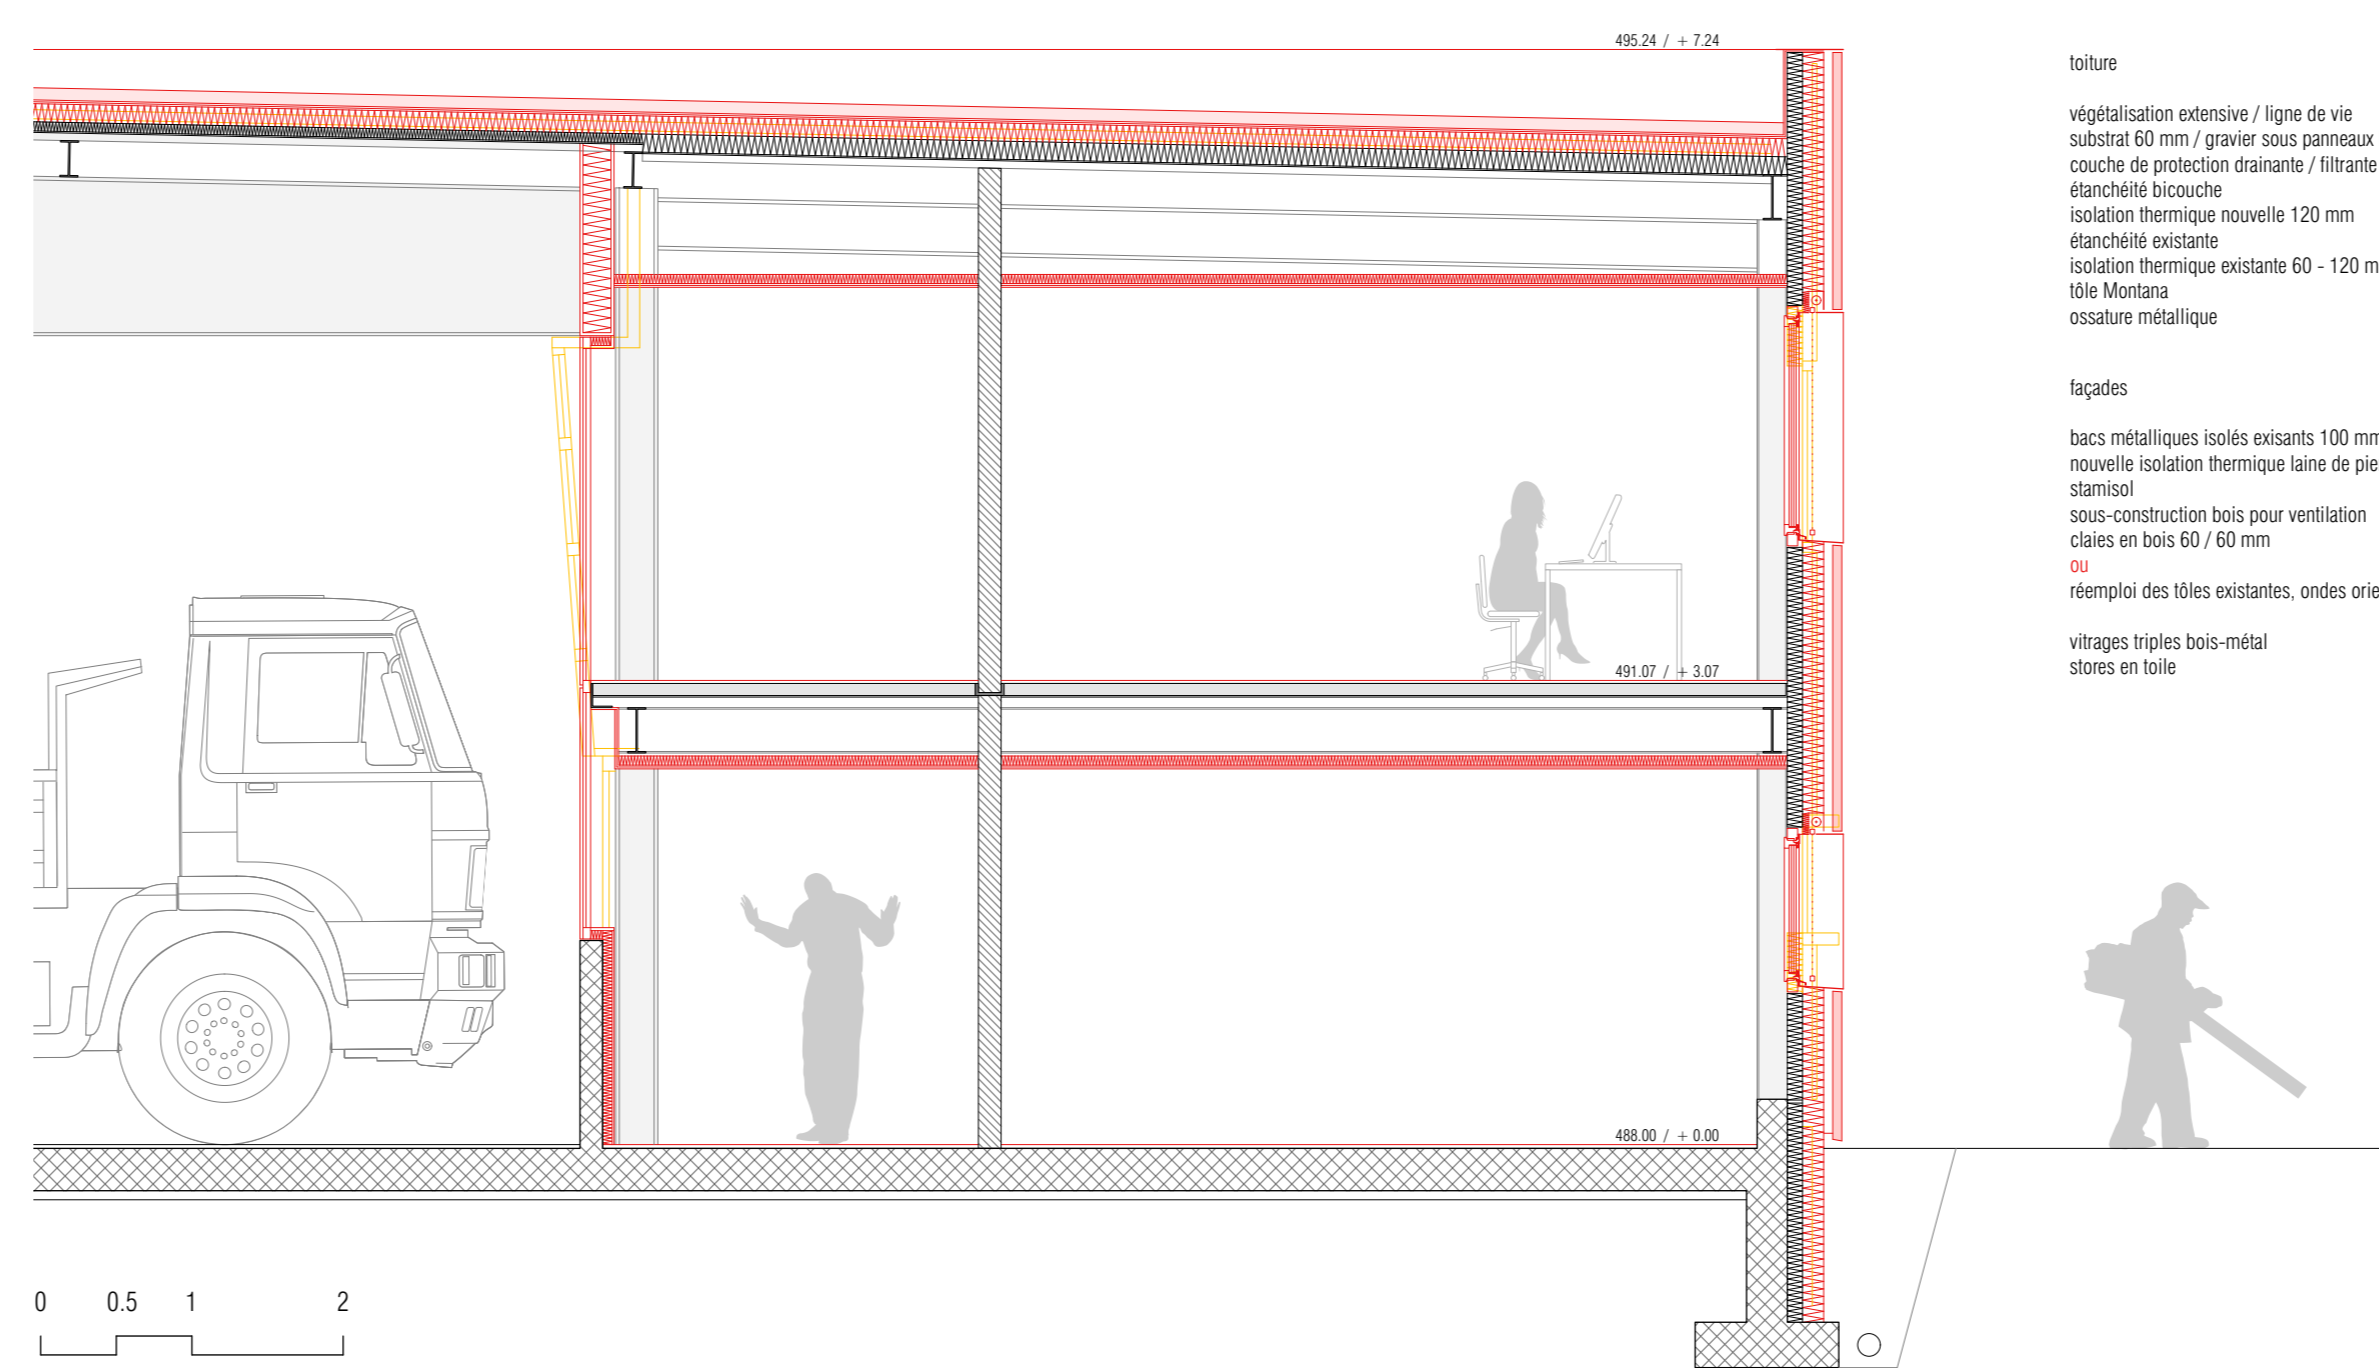 495.24 / + 7.24
toiture
végétalisation extensive / ligne de vie
substrat 60 mm / gravier sous panneaux
couche de protection drainante / filtrante
étanchéité bicouche
isolation thermique nouvelle 120 mm
étanchéité existante
isolation thermique existante 60 - 120 m
tôle Montana
ossature métallique
façades
bacs métalliques isolés exisants 100 mm
nouvelle isolation thermique laine de pie
stamisol
sous-construction bois pour ventilation
claies en bois 60 / 60 mm
ou
réemploi des tôles existantes, ondes orie
vitrages triples bois-métal
stores en toile
491.07 / + 3.07
488.00 / + 0.00
0 0.5 1 2